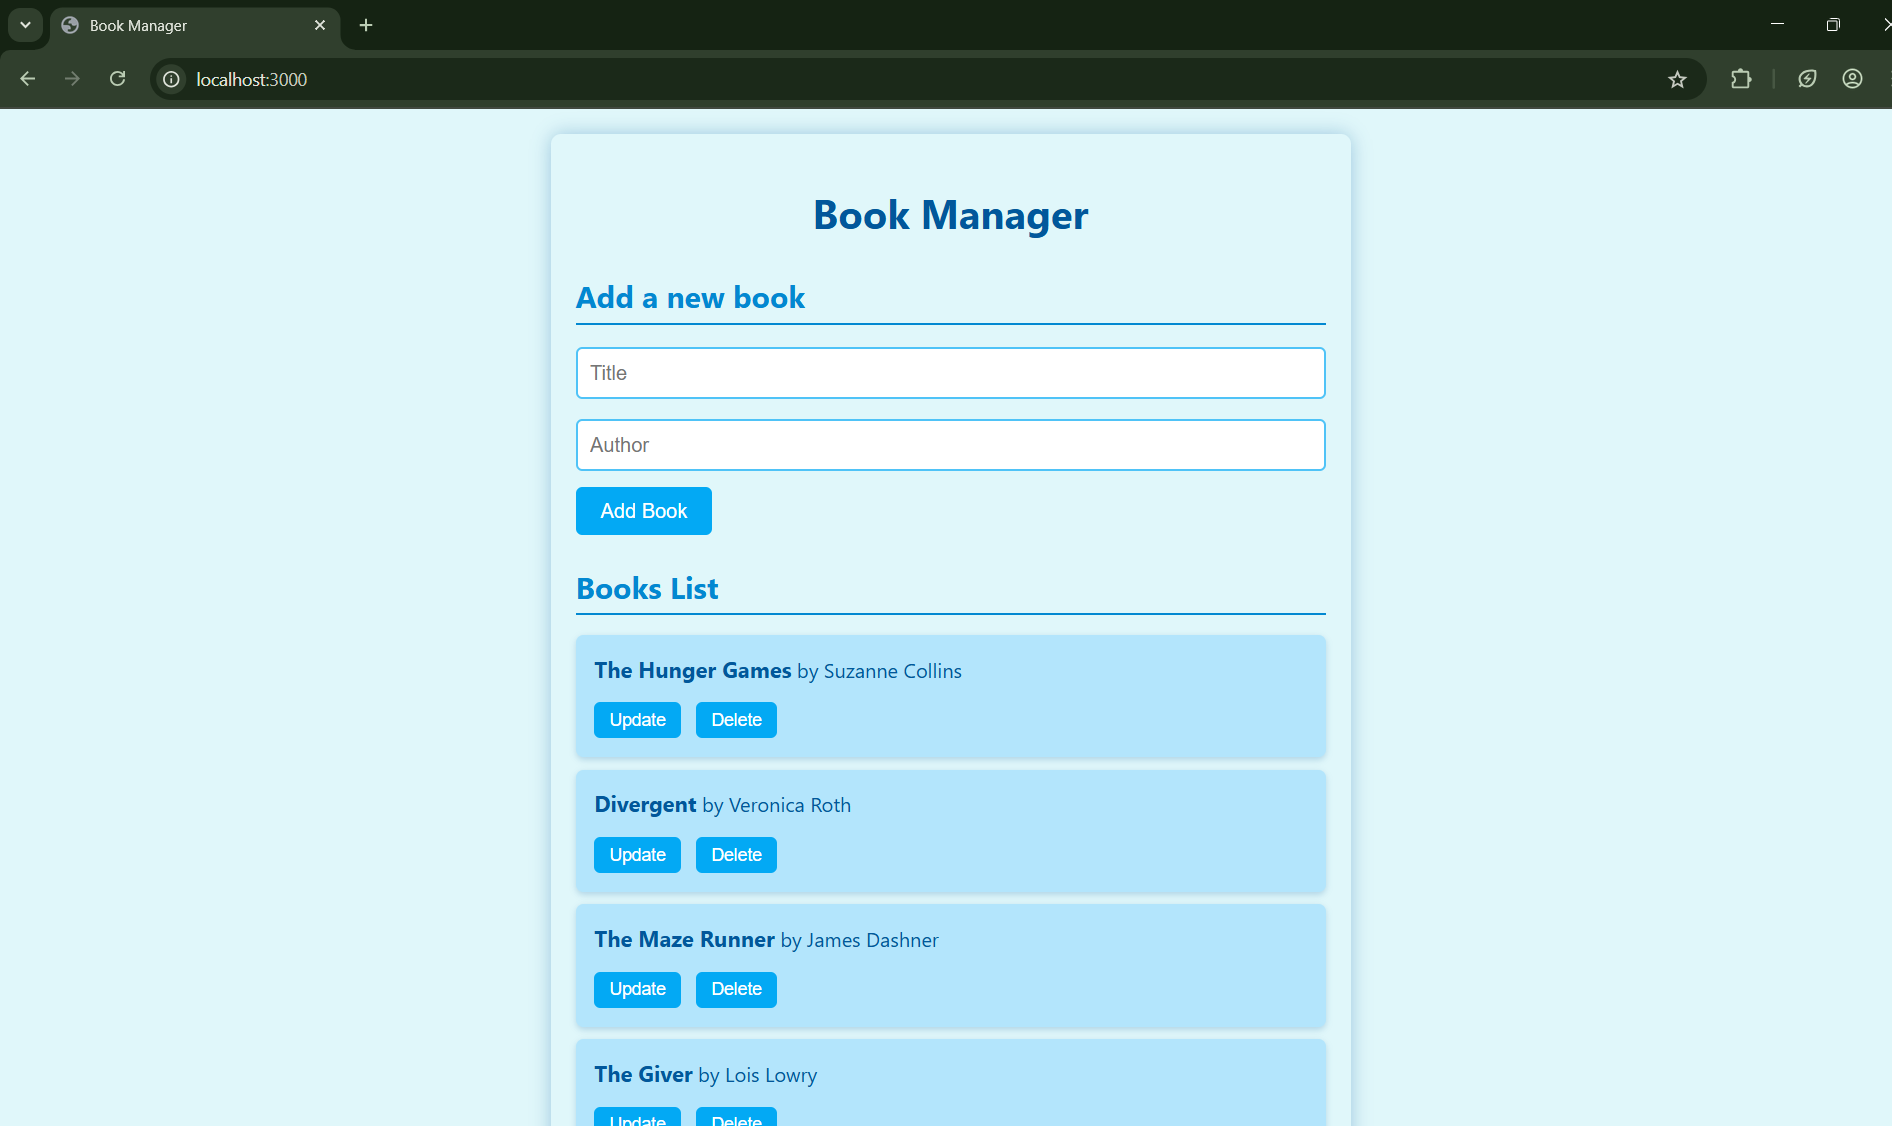 Book Manager
localhost:3000
Book Manager
Add a new book
Title
Author
Add Book
Books List
The Hunger Games by Suzanne Collins
Update Delete
Divergent by Veronica Roth
Update Delete
The Maze Runner by James Dashner
Update Delete
The Giver by Lois Lowry
Update Delete